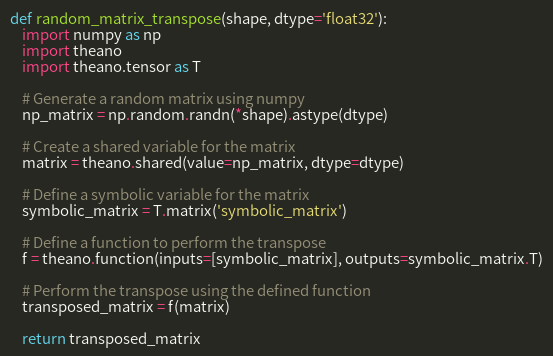 def random_matrix_transpose(shape, dtype='float32'):
    import numpy as np
    import theano
    import theano.tensor as T

    # Generate a random matrix using numpy
    np_matrix = np.random.randn(*shape).astype(dtype)

    # Create a shared variable for the matrix
    matrix = theano.shared(value=np_matrix, dtype=dtype)

    # Define a symbolic variable for the matrix
    symbolic_matrix = T.matrix('symbolic_matrix')

    # Define a function to perform the transpose
    f = theano.function(inputs=[symbolic_matrix], outputs=symbolic_matrix.T)

    # Perform the transpose using the defined function
    transposed_matrix = f(matrix)

    return transposed_matrix